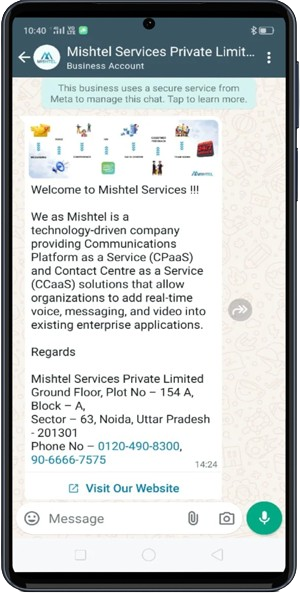 10:40
Mishtel Services Private Limit...
Business Account
MISHTEL
This business uses a secure service from
Meta to manage this chat. Tap to learn more.
Welcome to Mishtel Services !!!
We as Mishtel is a
technology-driven company
providing Communications
Platform as a Service (CPaaS)
and Contact Centre as a Service
(CCaaS) solutions that allow
organizations to add real-time
voice, messaging, and video into
existing enterprise applications.
Regards
Mishtel Services Private Limited
Ground Floor, Plot No – 154 A,
Block – A,
Sector – 63, Noida, Uttar Pradesh
- 201301
Phone No – 0120-490-8300,
90-6666-7575
14:24
Visit Our Website
Message